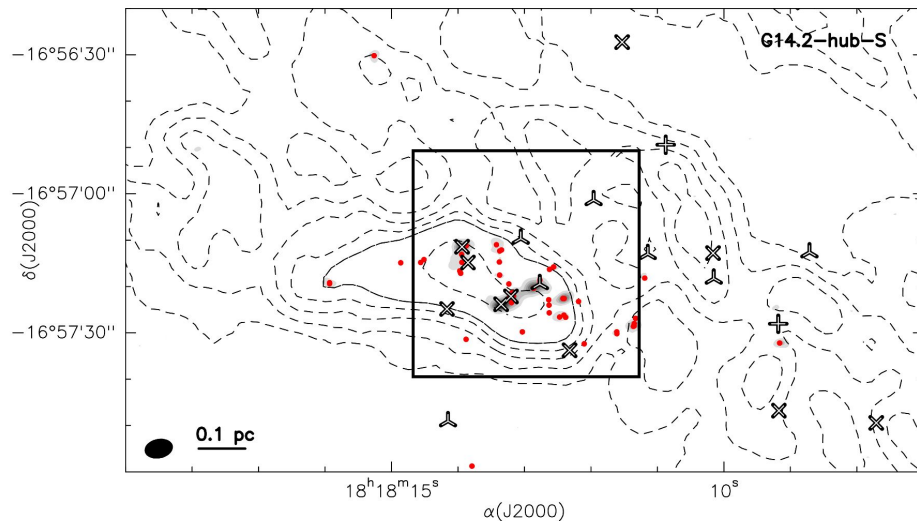 G14.2-hub-S
-16°56'30"
-16°57'00"
-16°57'30"
δ(J2000)
0.1 pc
18ʰ18ᵐ15ˢ
10ˢ
α(J2000)